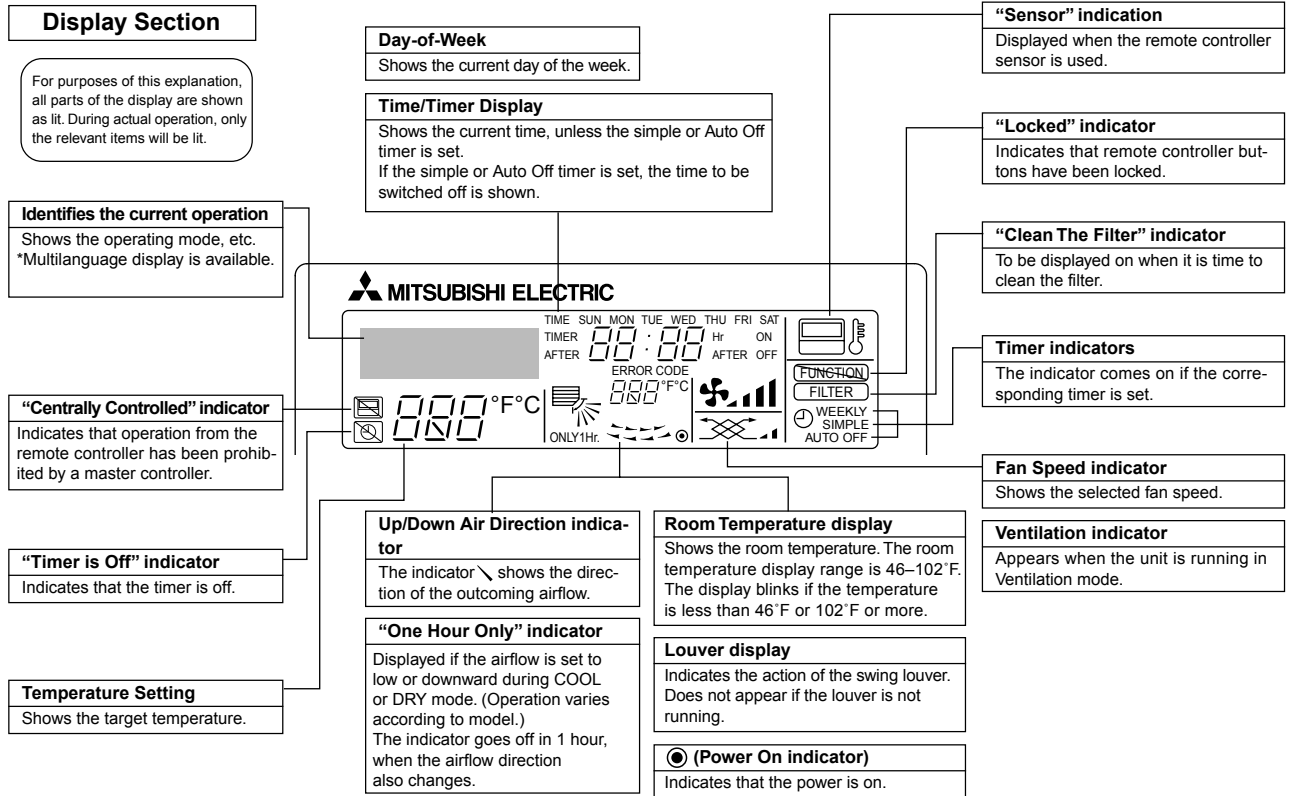 Display Section
For purposes of this explanation,
all parts of the display are shown
as lit. During actual operation, only
the relevant items will be lit.
Identifies the current operation
Shows the operating mode, etc.
*Multilanguage display is available.
"Centrally Controlled" indicator
Indicates that operation from the
remote controller has been prohib-
ited by a master controller.
"Timer is Off" indicator
Indicates that the timer is off.
Temperature Setting
Shows the target temperature.
Day-of-Week
Shows the current day of the week.
Time/Timer Display
Shows the current time, unless the simple or Auto Off
timer is set.
If the simple or Auto Off timer is set, the time to be
switched off is shown.
MITSUBISHI ELECTRIC
TIME SUN MON TUE WED THU FRI SAT
TIMER 88:88 Hr ON
AFTER AFTER OFF
ERROR CODE
°F°C
°F°C
ONLY1Hr.
FUNCTION
FILTER
WEEKLY
SIMPLE
AUTO OFF
Up/Down Air Direction indica-
tor
The indicator shows the direc-
tion of the outcoming airflow.
"One Hour Only" indicator
Displayed if the airflow is set to
low or downward during COOL
or DRY mode. (Operation varies
according to model.)
The indicator goes off in 1 hour,
when the airflow direction
also changes.
Room Temperature display
Shows the room temperature. The room
temperature display range is 46–102˚F.
The display blinks if the temperature
is less than 46˚F or 102˚F or more.
Louver display
Indicates the action of the swing louver.
Does not appear if the louver is not
running.
(Power On indicator)
Indicates that the power is on.
"Sensor" indication
Displayed when the remote controller
sensor is used.
"Locked" indicator
Indicates that remote controller but-
tons have been locked.
"Clean The Filter" indicator
To be displayed on when it is time to
clean the filter.
Timer indicators
The indicator comes on if the corre-
sponding timer is set.
Fan Speed indicator
Shows the selected fan speed.
Ventilation indicator
Appears when the unit is running in
Ventilation mode.